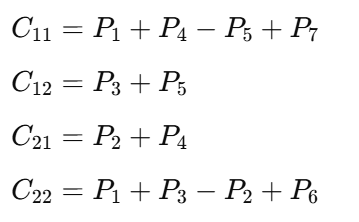 C₁₁ = P₁ + P₄ − P₅ + P₇
C₁₂ = P₃ + P₅
C₂₁ = P₂ + P₄
C₂₂ = P₁ + P₃ − P₂ + P₆